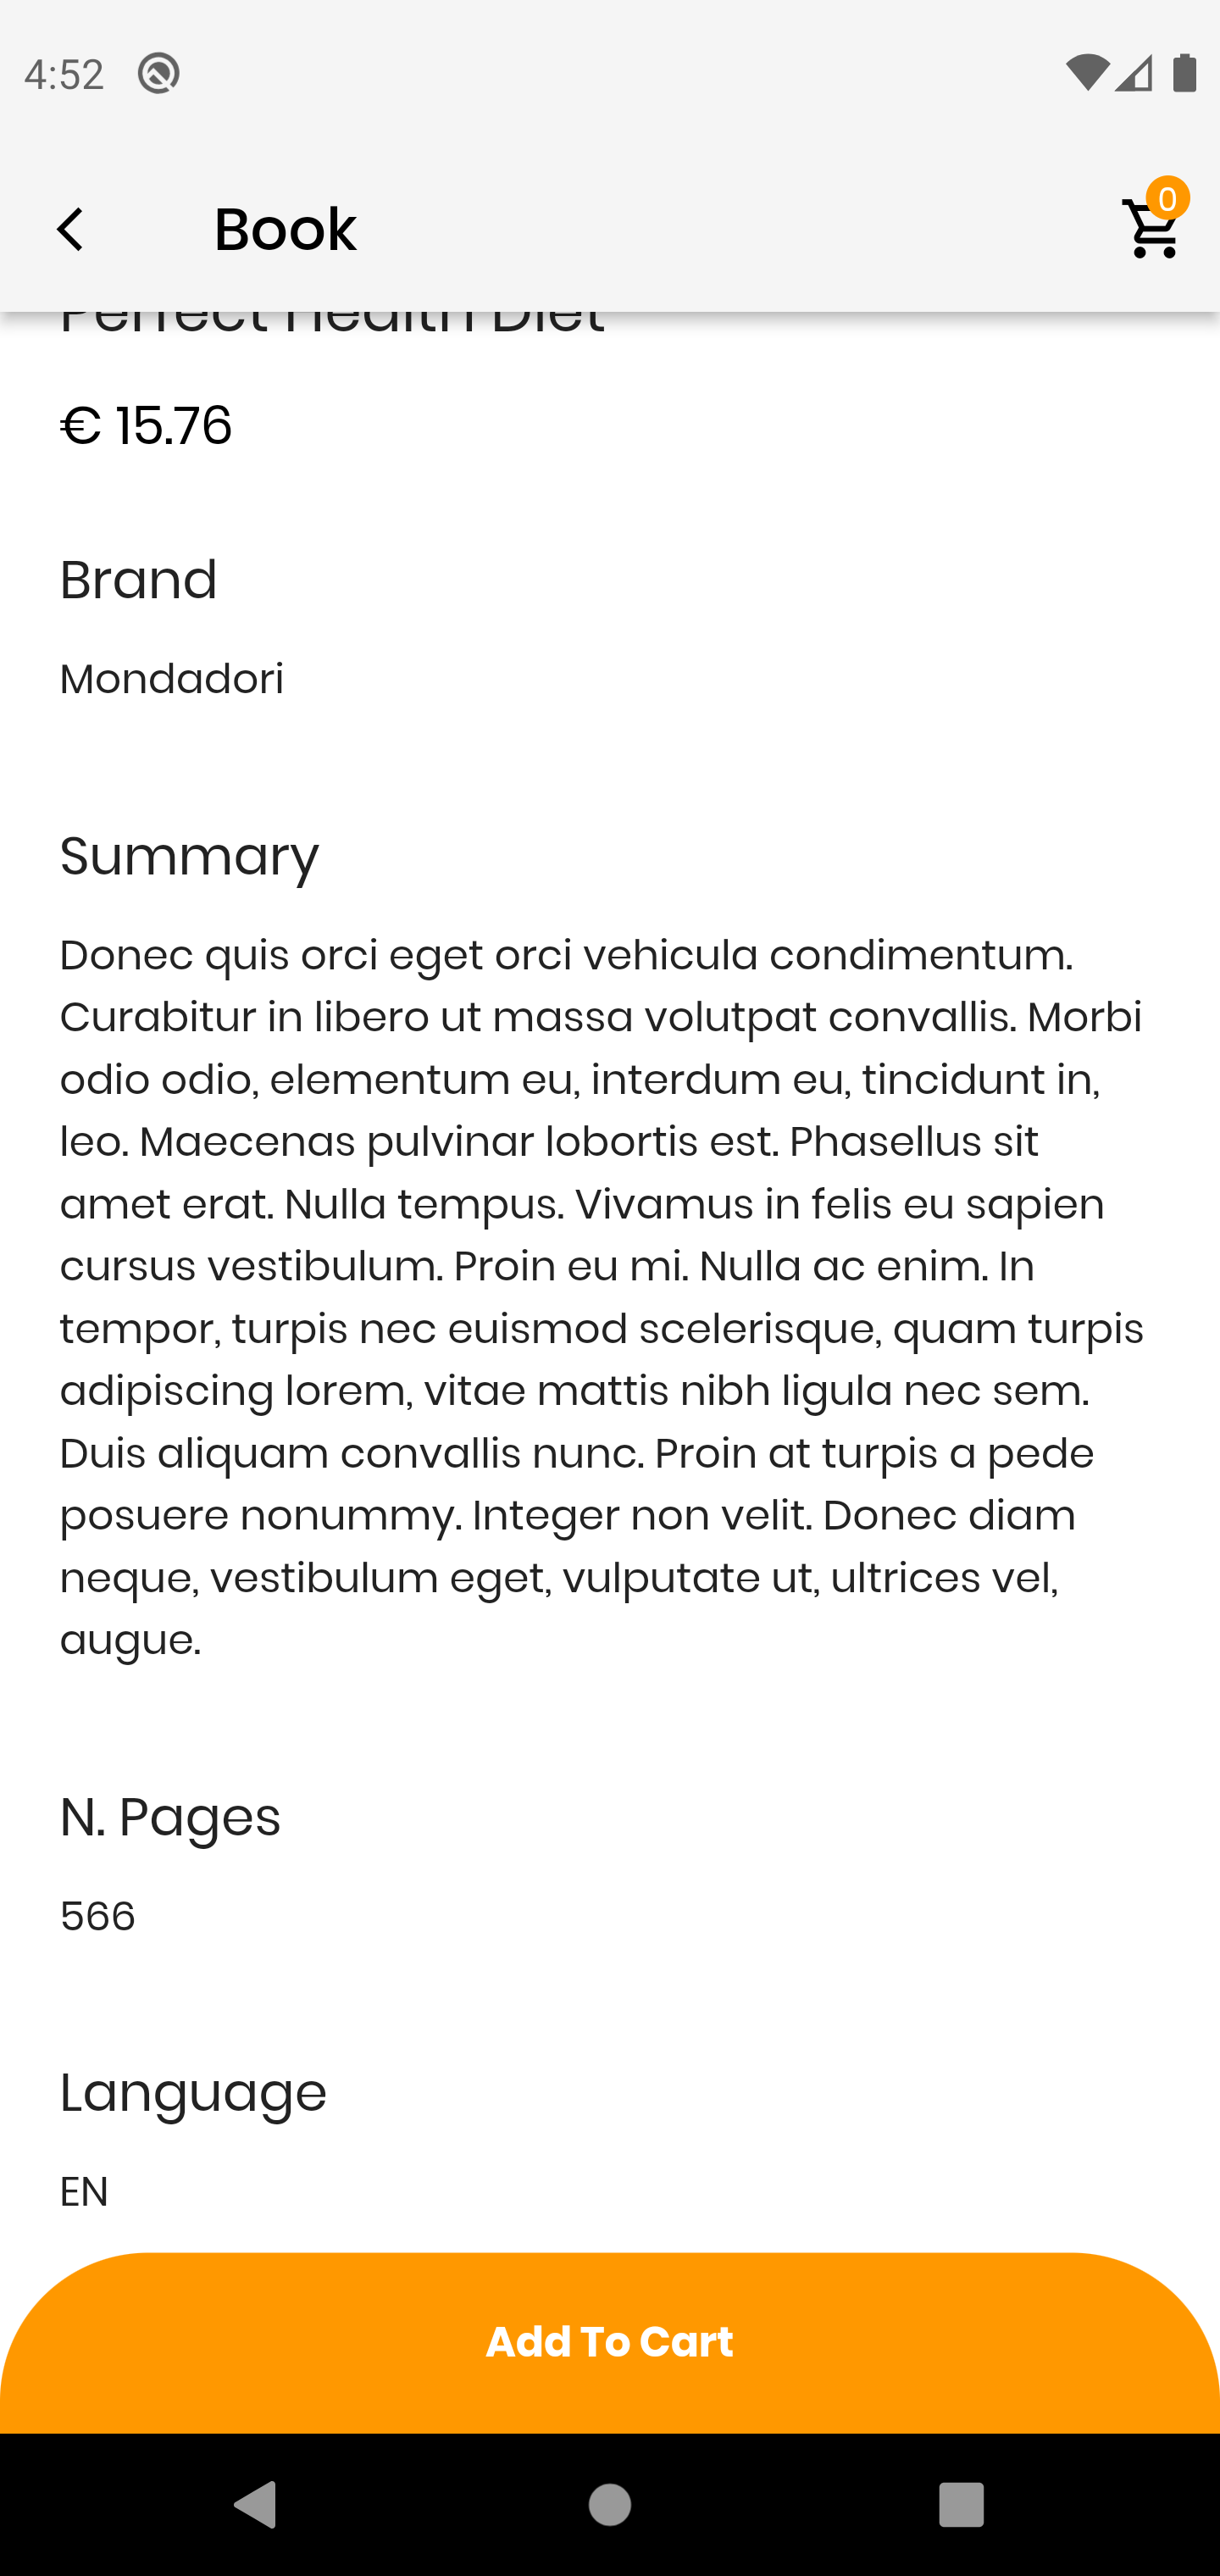 4:52
Book
0
Perfect Health Diet
€ 15.76
Brand
Mondadori
Summary
Donec quis orci eget orci vehicula condimentum.
Curabitur in libero ut massa volutpat convallis. Morbi
odio odio, elementum eu, interdum eu, tincidunt in,
leo. Maecenas pulvinar lobortis est. Phasellus sit
amet erat. Nulla tempus. Vivamus in felis eu sapien
cursus vestibulum. Proin eu mi. Nulla ac enim. In
tempor, turpis nec euismod scelerisque, quam turpis
adipiscing lorem, vitae mattis nibh ligula nec sem.
Duis aliquam convallis nunc. Proin at turpis a pede
posuere nonummy. Integer non velit. Donec diam
neque, vestibulum eget, vulputate ut, ultrices vel,
augue.
N. Pages
566
Language
EN
Add To Cart